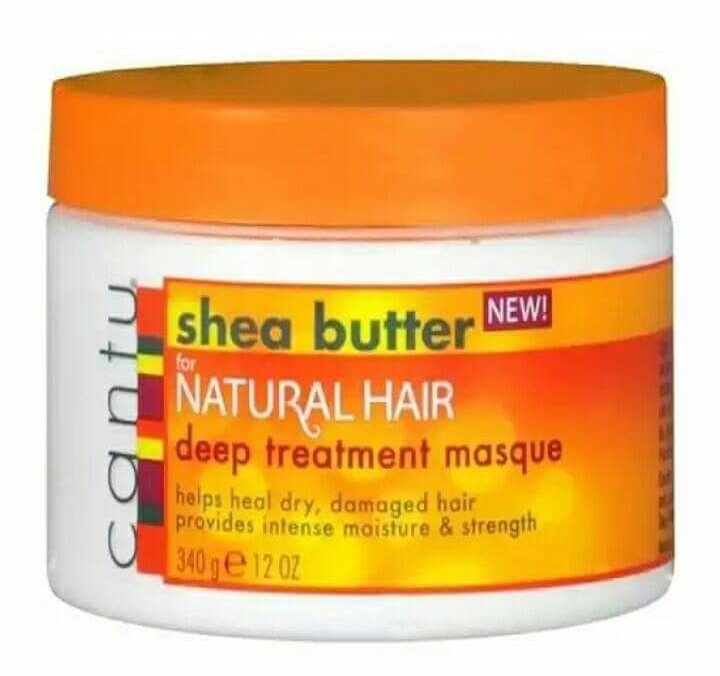 cantu
shea butter
NEW!
for
NATURAL HAIR
deep treatment masque
helps heal dry, damaged hair
provides intense moisture & strength
340 g e 12 OZ